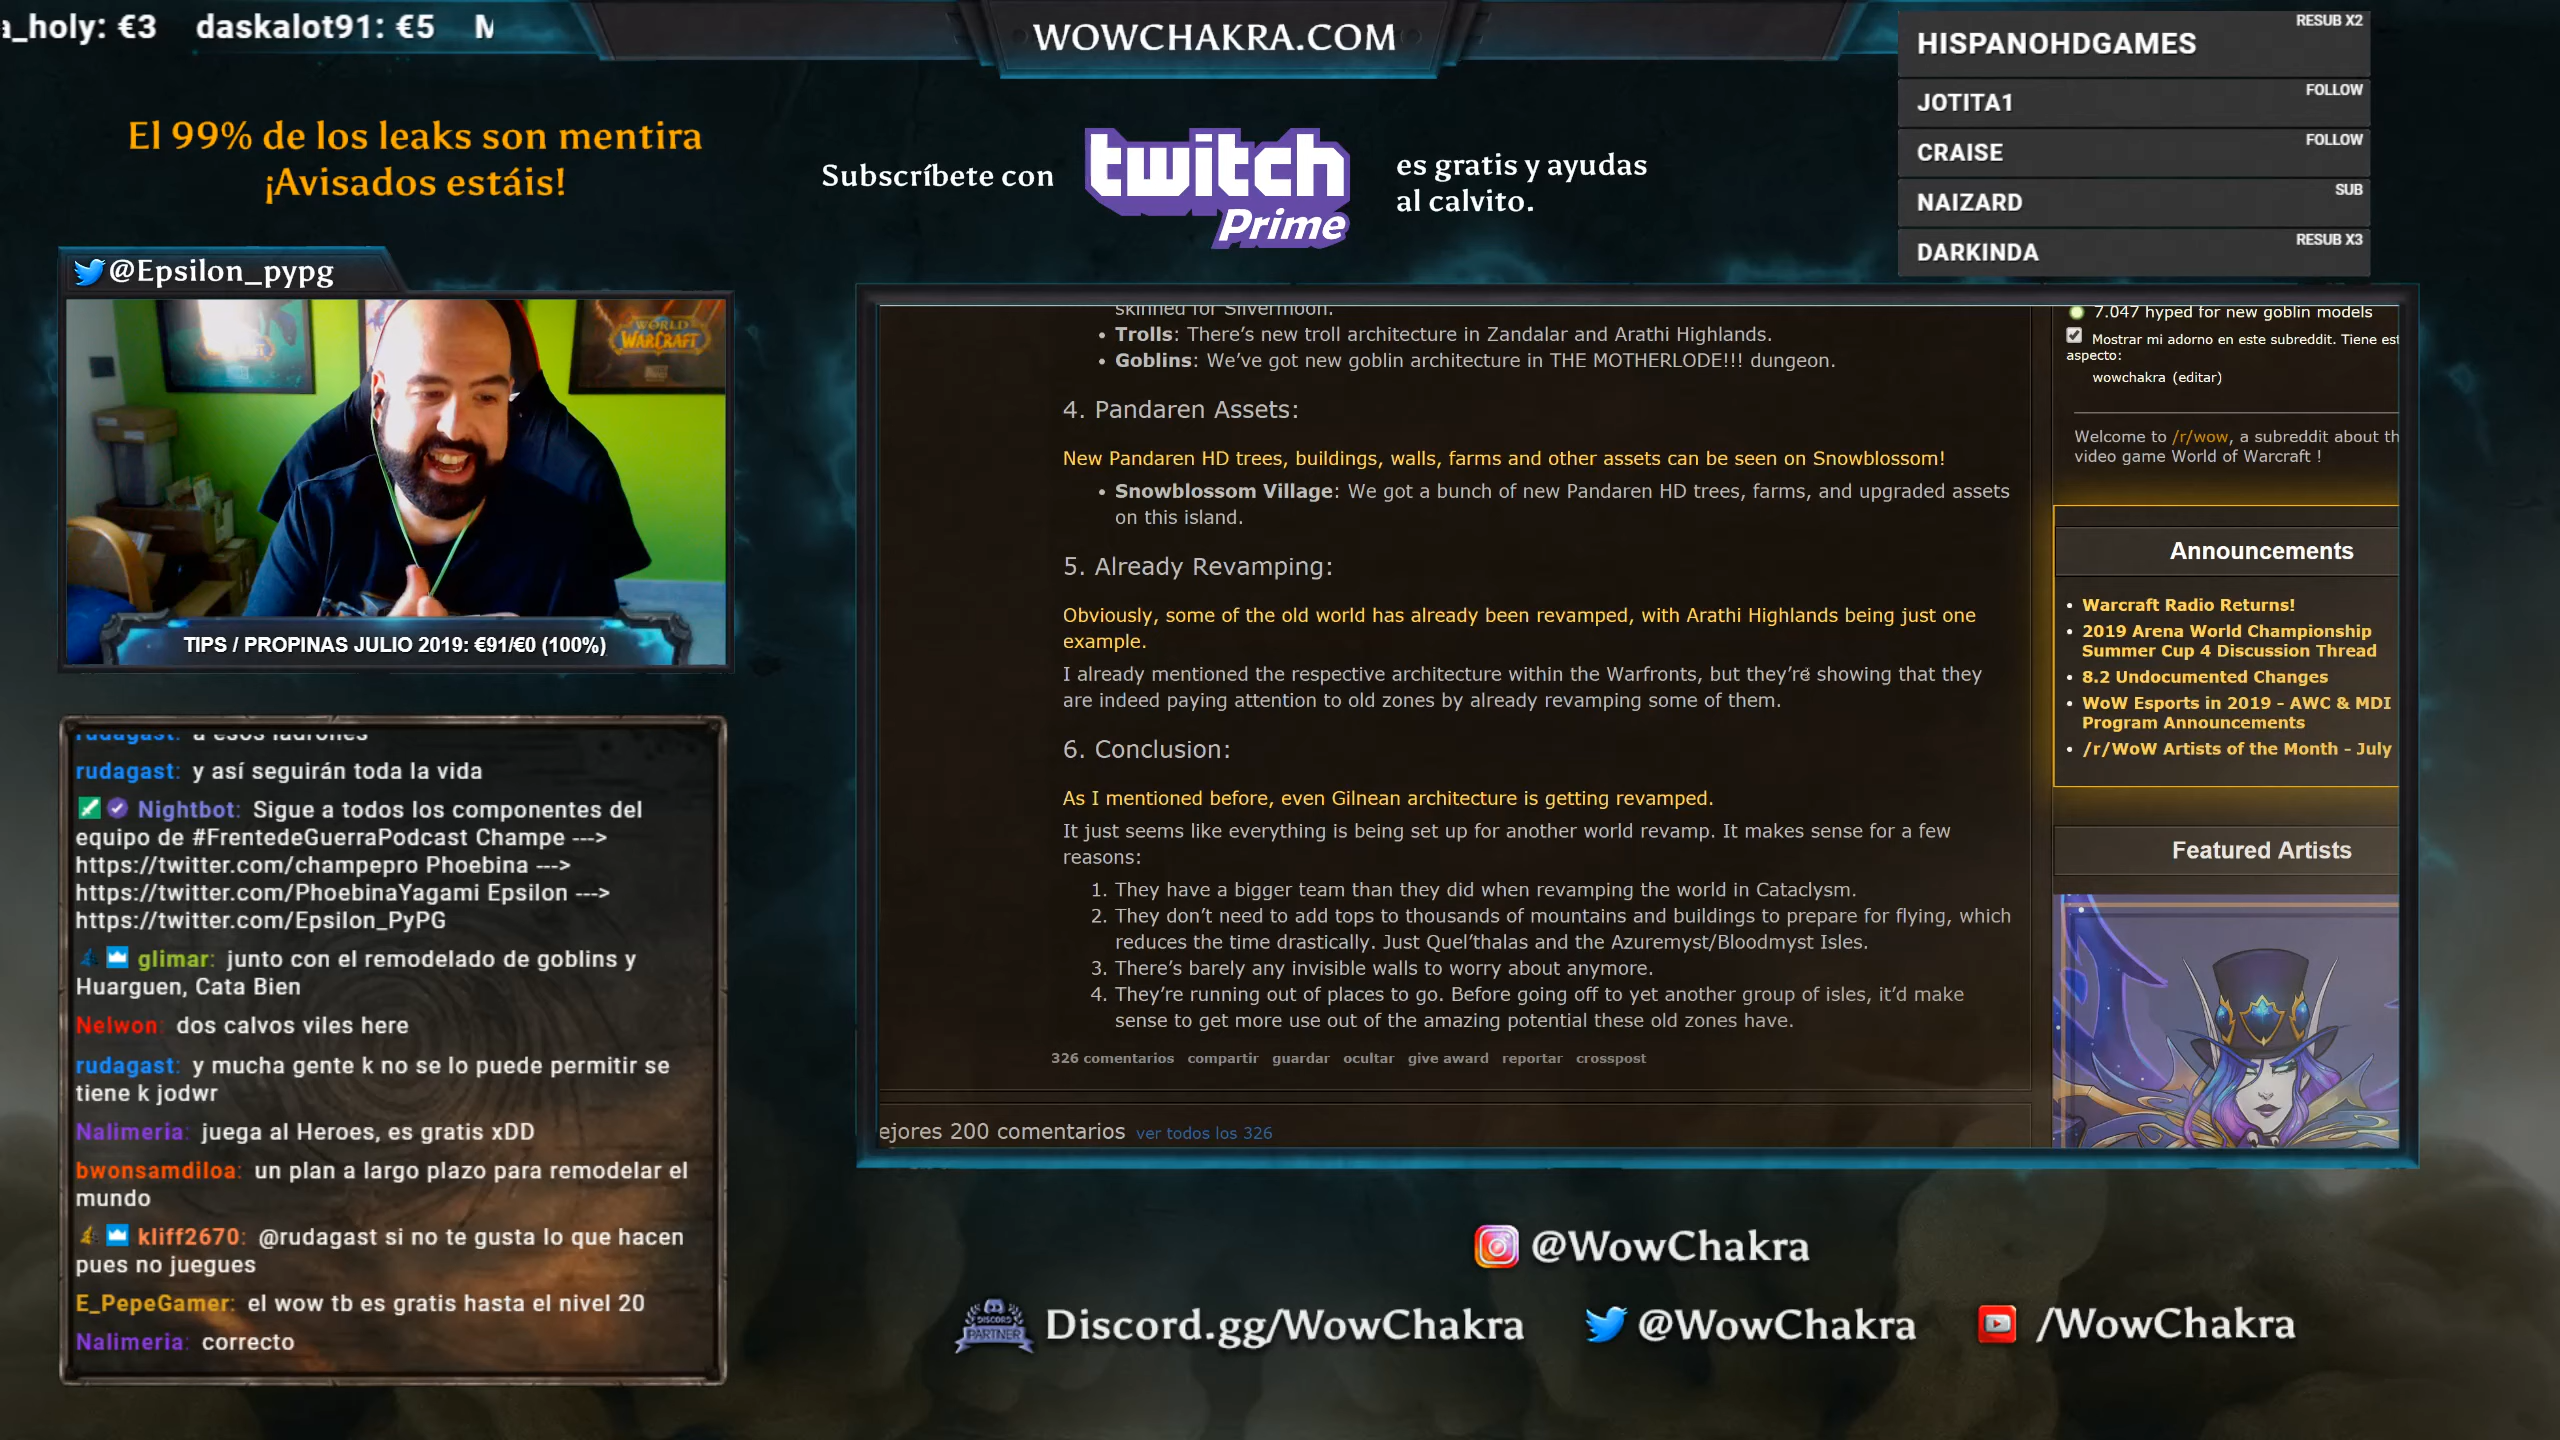 a_holy: €3 daskalot91: €5
WOWCHAKRA.COM
RESUB X2
HISPANOHDGAMES
FOLLOW
JOTITA1
FOLLOW
CRAISE
SUB
NAIZARD
RESUB X3
DARKINDA
El 99% de los leaks son mentira
¡Avisados estáis!
Subscríbete con
twitch
Prime
es gratis y ayudas
al calvito.
@Epsilon_pypg
WORLD
WARCRAFT
TIPS / PROPINAS JULIO 2019: €91/€0 (100%)
rudagast: a esos ladrones
rudagast: y así seguirán toda la vida
Nightbot: Sigue a todos los componentes del
equipo de #FrentedeGuerraPodcast Champe --->
https://twitter.com/champepro Phoebina --->
https://twitter.com/PhoebinaYagami Epsilon --->
https://twitter.com/Epsilon_PyPG
glimar: junto con el remodelado de goblins y
Huarguen, Cata Bien
Nelwon: dos calvos viles here
rudagast: y mucha gente k no se lo puede permitir se
tiene k jodwr
Nalimeria: juega al Heroes, es gratis xDD
bwonsamdiloa: un plan a largo plazo para remodelar el
mundo
kliff2670: @rudagast si no te gusta lo que hacen
pues no juegues
E_PepeGamer: el wow tb es gratis hasta el nivel 20
Nalimeria: correcto
skinned for Silvermoon.
• Trolls: There's new troll architecture in Zandalar and Arathi Highlands.
• Goblins: We've got new goblin architecture in THE MOTHERLODE!!! dungeon.
4. Pandaren Assets:
New Pandaren HD trees, buildings, walls, farms and other assets can be seen on Snowblossom!
• Snowblossom Village: We got a bunch of new Pandaren HD trees, farms, and upgraded assets
on this island.
5. Already Revamping:
Obviously, some of the old world has already been revamped, with Arathi Highlands being just one
example.
I already mentioned the respective architecture within the Warfronts, but they're showing that they
are indeed paying attention to old zones by already revamping some of them.
6. Conclusion:
As I mentioned before, even Gilnean architecture is getting revamped.
It just seems like everything is being set up for another world revamp. It makes sense for a few
reasons:
1. They have a bigger team than they did when revamping the world in Cataclysm.
2. They don't need to add tops to thousands of mountains and buildings to prepare for flying, which
reduces the time drastically. Just Quel'thalas and the Azuremyst/Bloodmyst Isles.
3. There's barely any invisible walls to worry about anymore.
4. They're running out of places to go. Before going off to yet another group of isles, it'd make
sense to get more use out of the amazing potential these old zones have.
326 comentarios compartir guardar ocultar give award reportar crosspost
ejores 200 comentarios ver todos los 326
7.047 hyped for new goblin models
Mostrar mi adorno en este subreddit. Tiene est
aspecto:
wowchakra (editar)
Welcome to /r/wow, a subreddit about th
video game World of Warcraft !
Announcements
• Warcraft Radio Returns!
• 2019 Arena World Championship
Summer Cup 4 Discussion Thread
• 8.2 Undocumented Changes
• WoW Esports in 2019 - AWC & MDI
Program Announcements
• /r/WoW Artists of the Month - July
Featured Artists
@WowChakra
DISCORD
PARTNER
Discord.gg/WowChakra
@WowChakra
/WowChakra